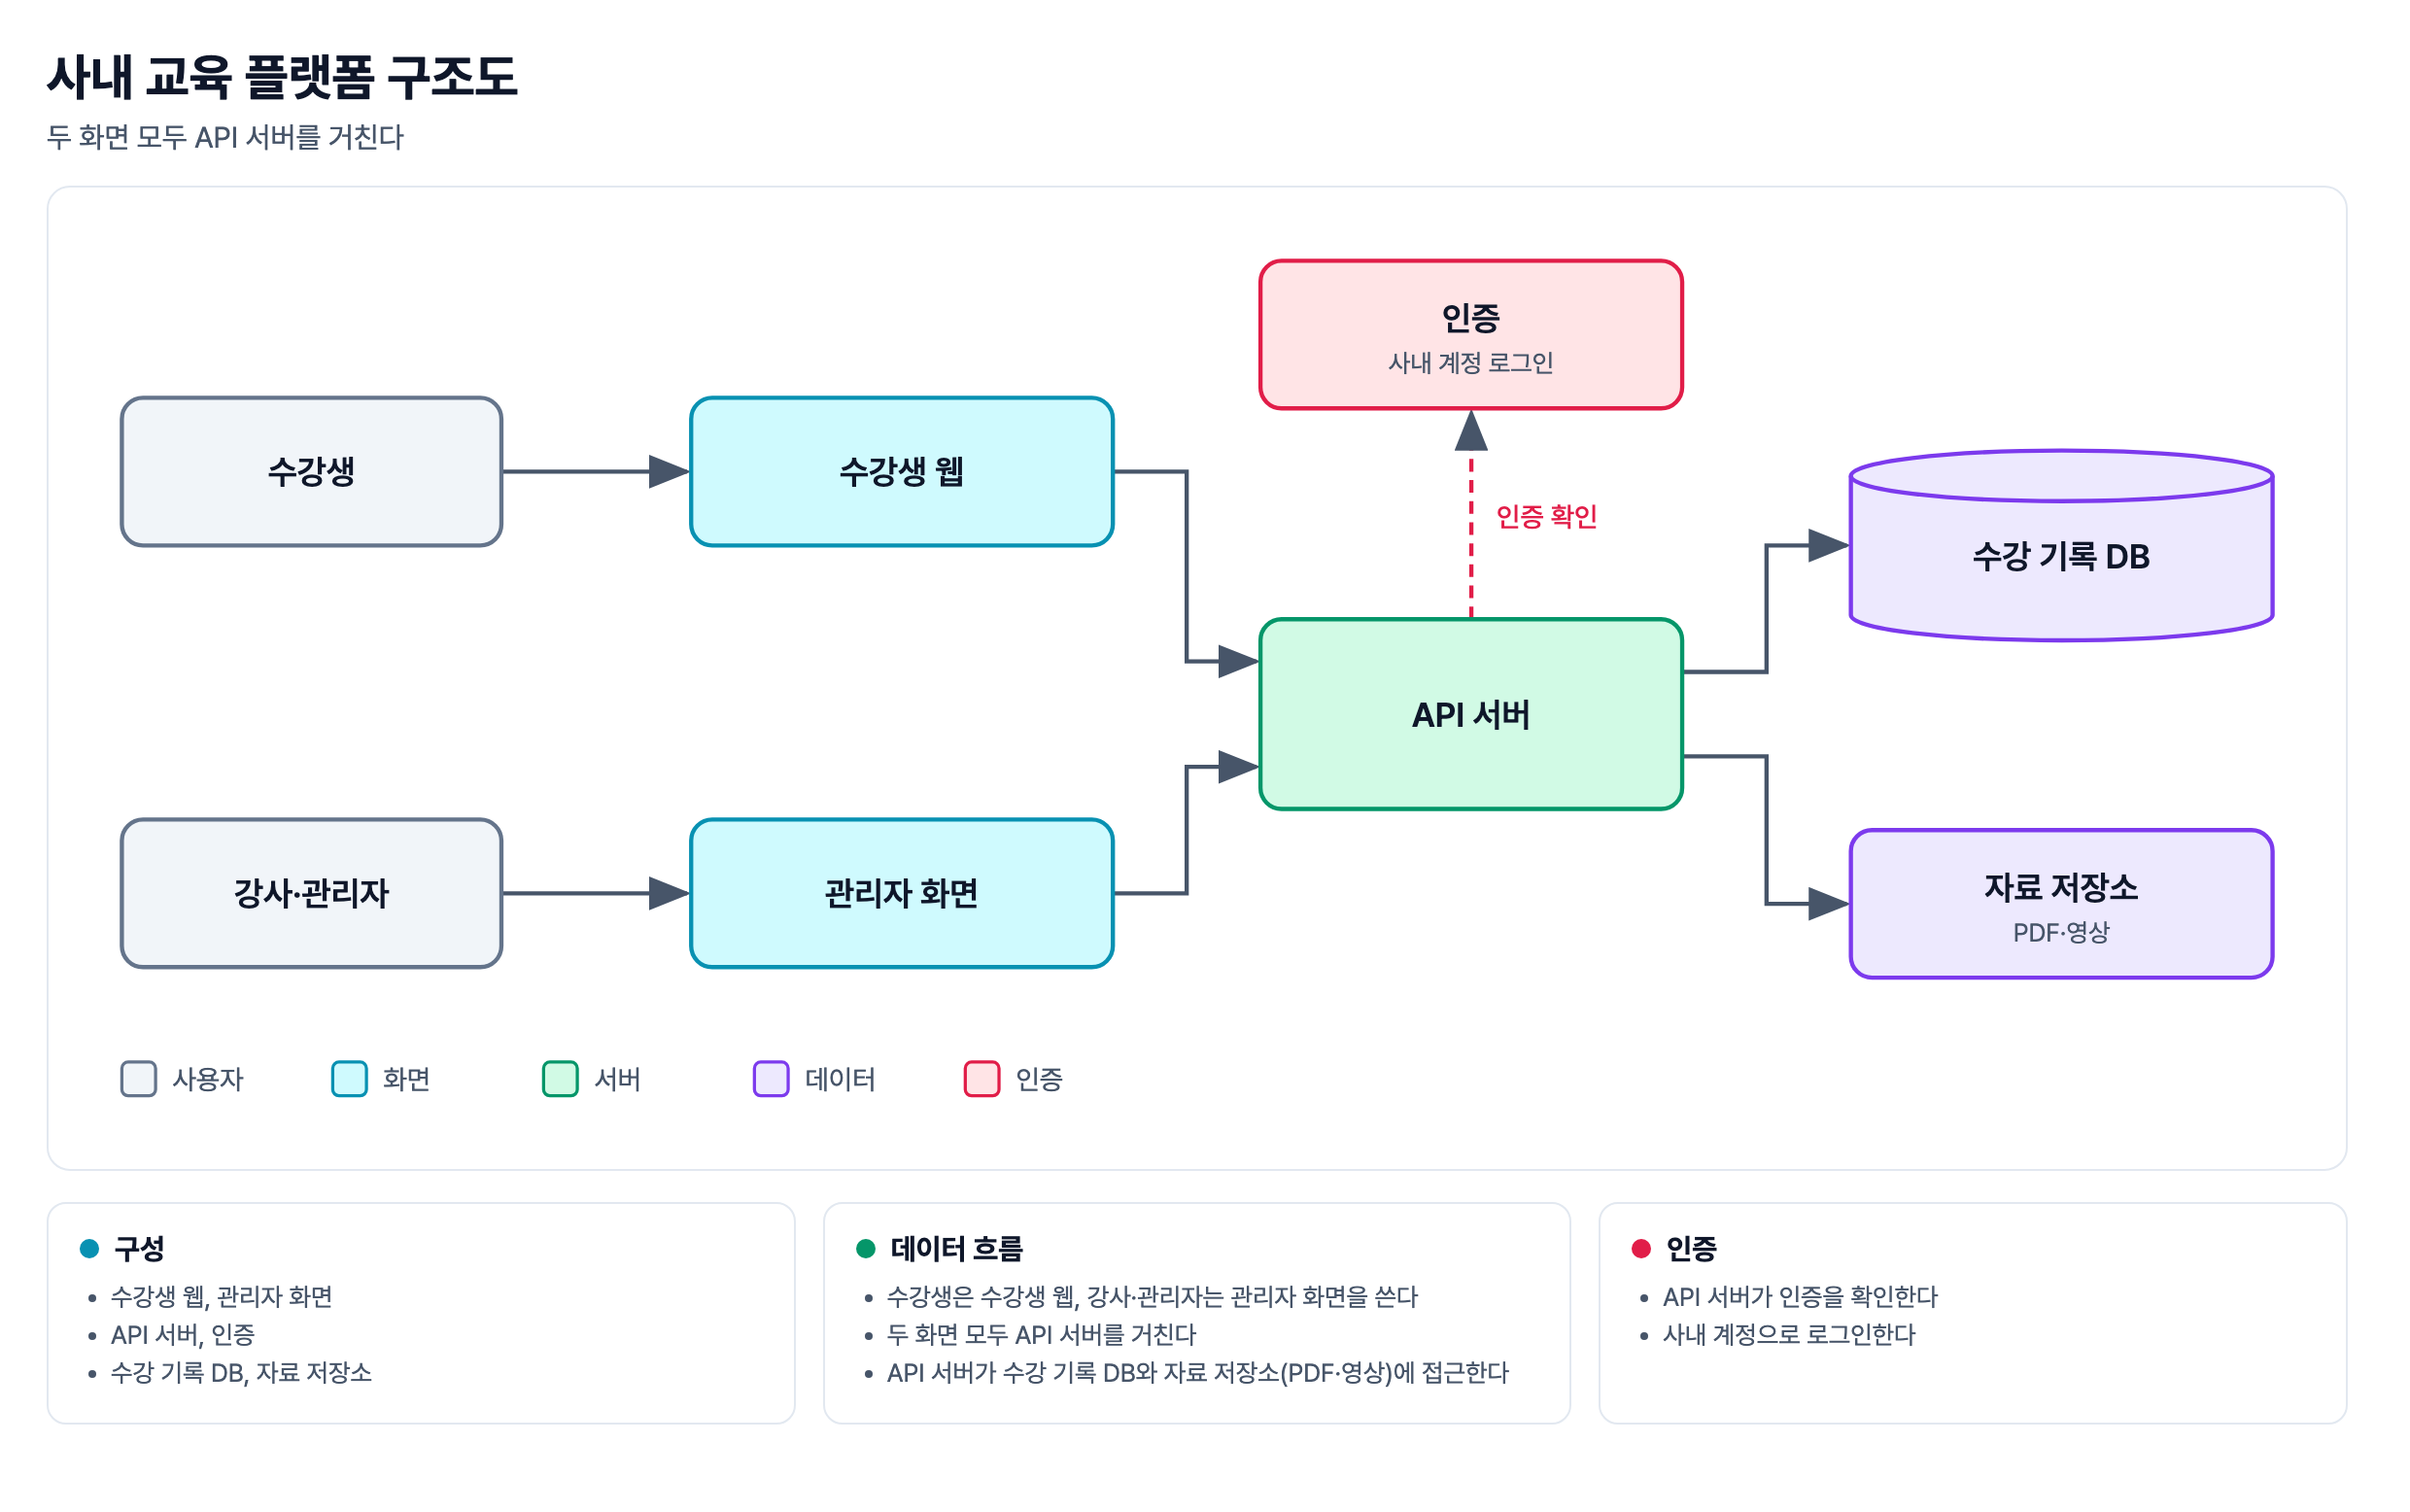 사내 교육 플랫폼 구조도
두 화면 모두 API 서버를 거친다
인증
사내 계정 로그인
수강생
수강생 웹
인증 확인
수강 기록 DB
API 서버
강사·관리자
관리자 화면
자료 저장소
PDF·영상
사용자
화면
서버
데이터
인증
구성
수강생 웹, 관리자 화면
API 서버, 인증
수강 기록 DB, 자료 저장소
데이터 흐름
수강생은 수강생 웹, 강사·관리자는 관리자 화면을 쓴다
두 화면 모두 API 서버를 거친다
API 서버가 수강 기록 DB와 자료 저장소(PDF·영상)에 접근한다
인증
API 서버가 인증을 확인한다
사내 계정으로 로그인한다